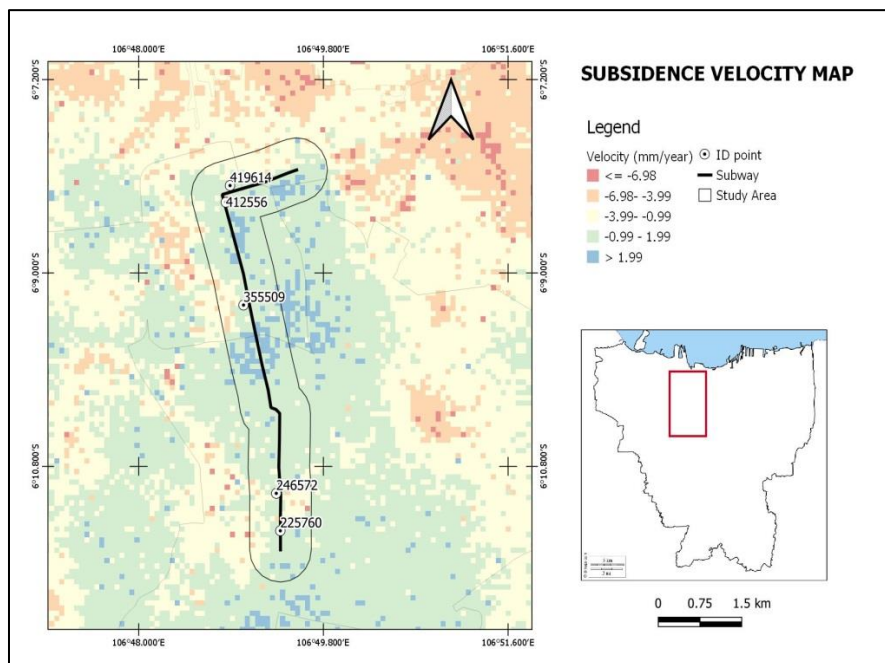 106°48.000'E 106°49.800'E 106°51.600'E
SUBSIDENCE VELOCITY MAP
Legend
Velocity (mm/year)
<= -6.98
-6.98- -3.99
-3.99- -0.99
-0.99 - 1.99
> 1.99
ID point
Subway
Study Area
6°7.200'S 6°7.200'S
6°9.000'S 6°9.000'S
6°10.800'S 6°10.800'S
419614
412556
355509
246572
225760
0 0.75 1.5 km
106°48.000'E 106°49.800'E 106°51.600'E